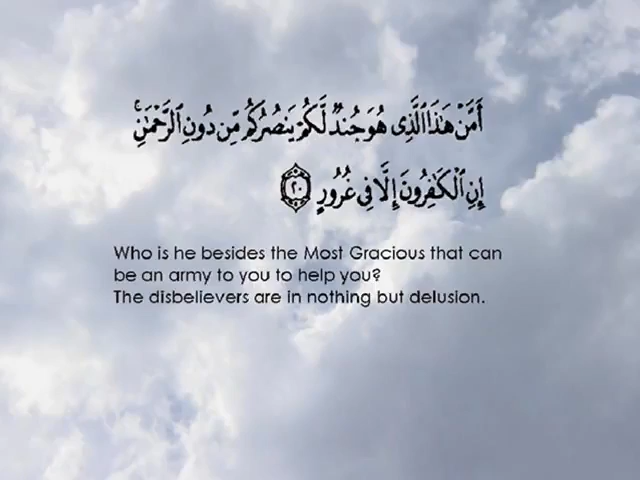 أَمَّنْ هَٰذَا الَّذِي هُوَ جُندٌ لَّكُمْ يَنصُرُكُم مِّن دُونِ الرَّحْمَٰنِ ۚ
إِنِ الْكَافِرُونَ إِلَّا فِي غُرُورٍ ٢٠
Who is he besides the Most Gracious that can
be an army to you to help you?
The disbelievers are in nothing but delusion.